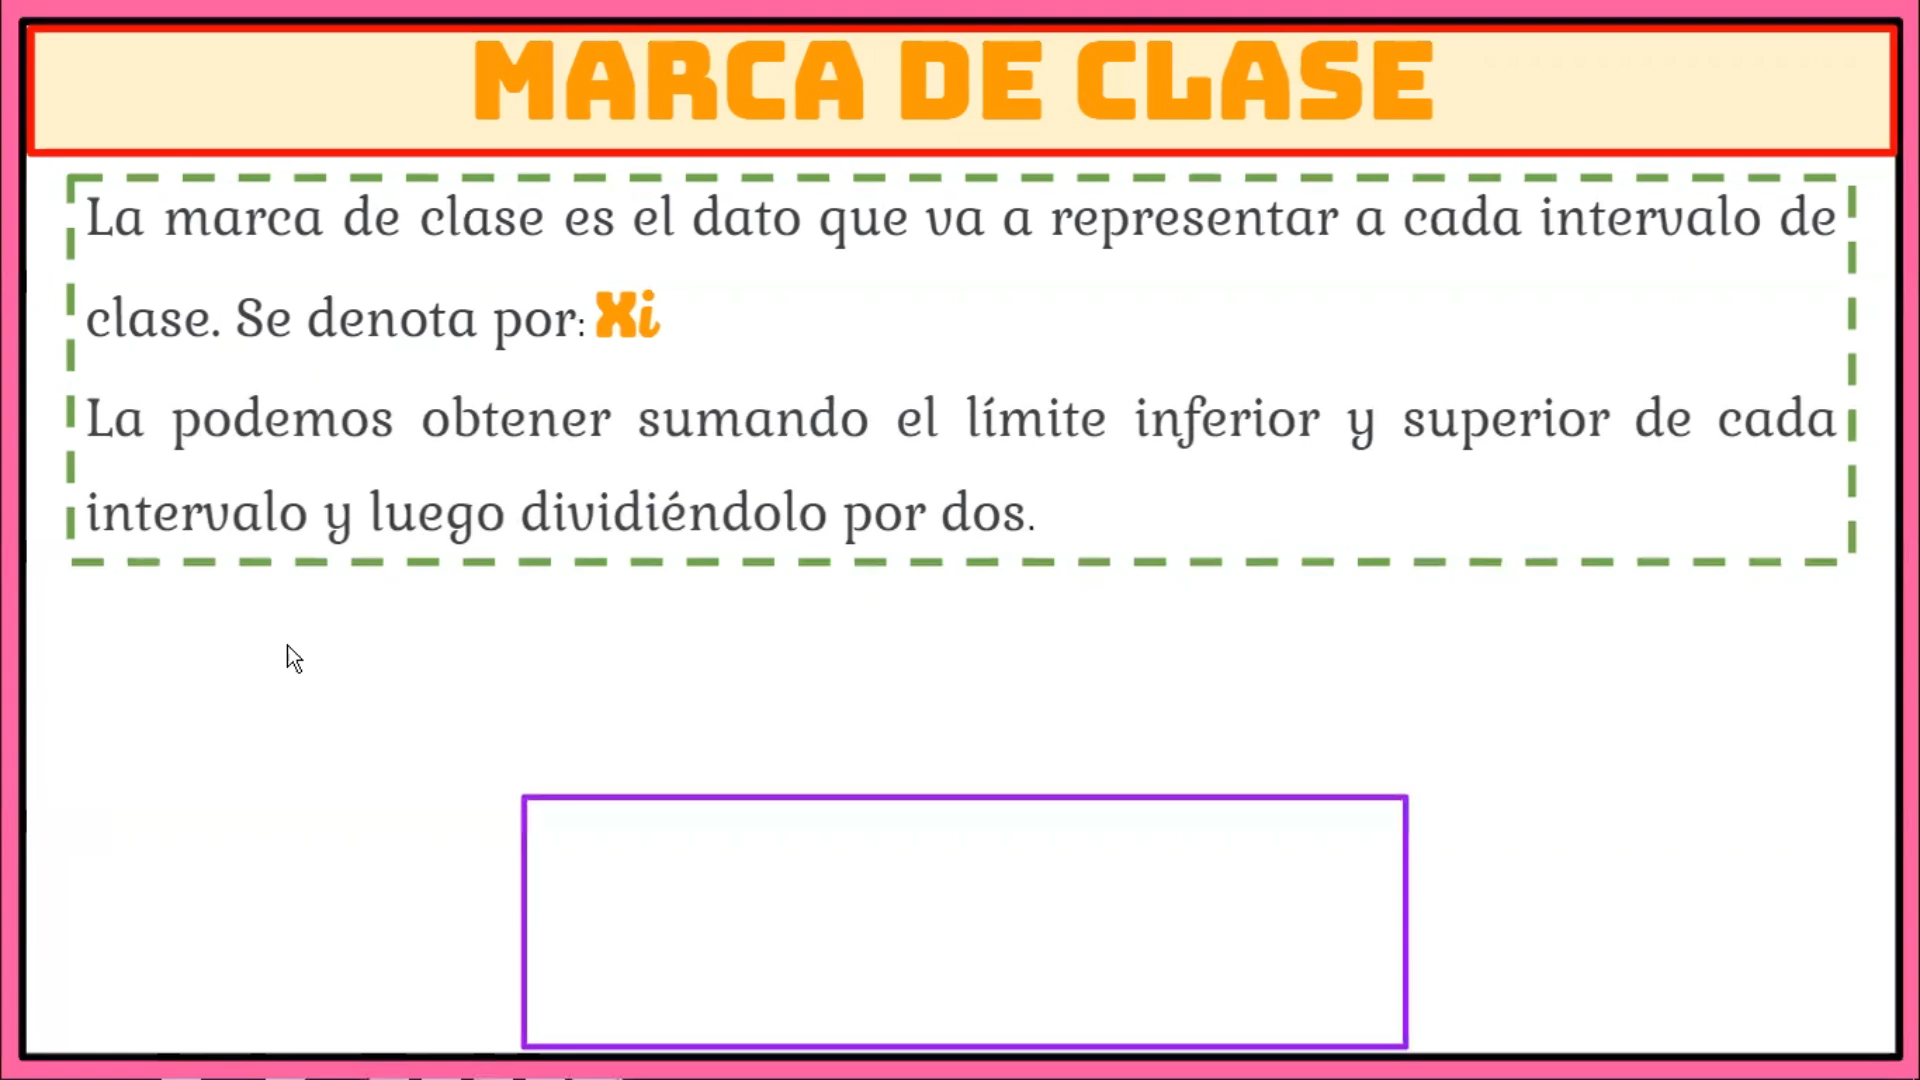 MARCA DE CLASE
La marca de clase es el dato que va a representar a cada intervalo de
clase. Se denota por: Xi
La podemos obtener sumando el límite inferior y superior de cada
intervalo y luego dividiéndolo por dos.